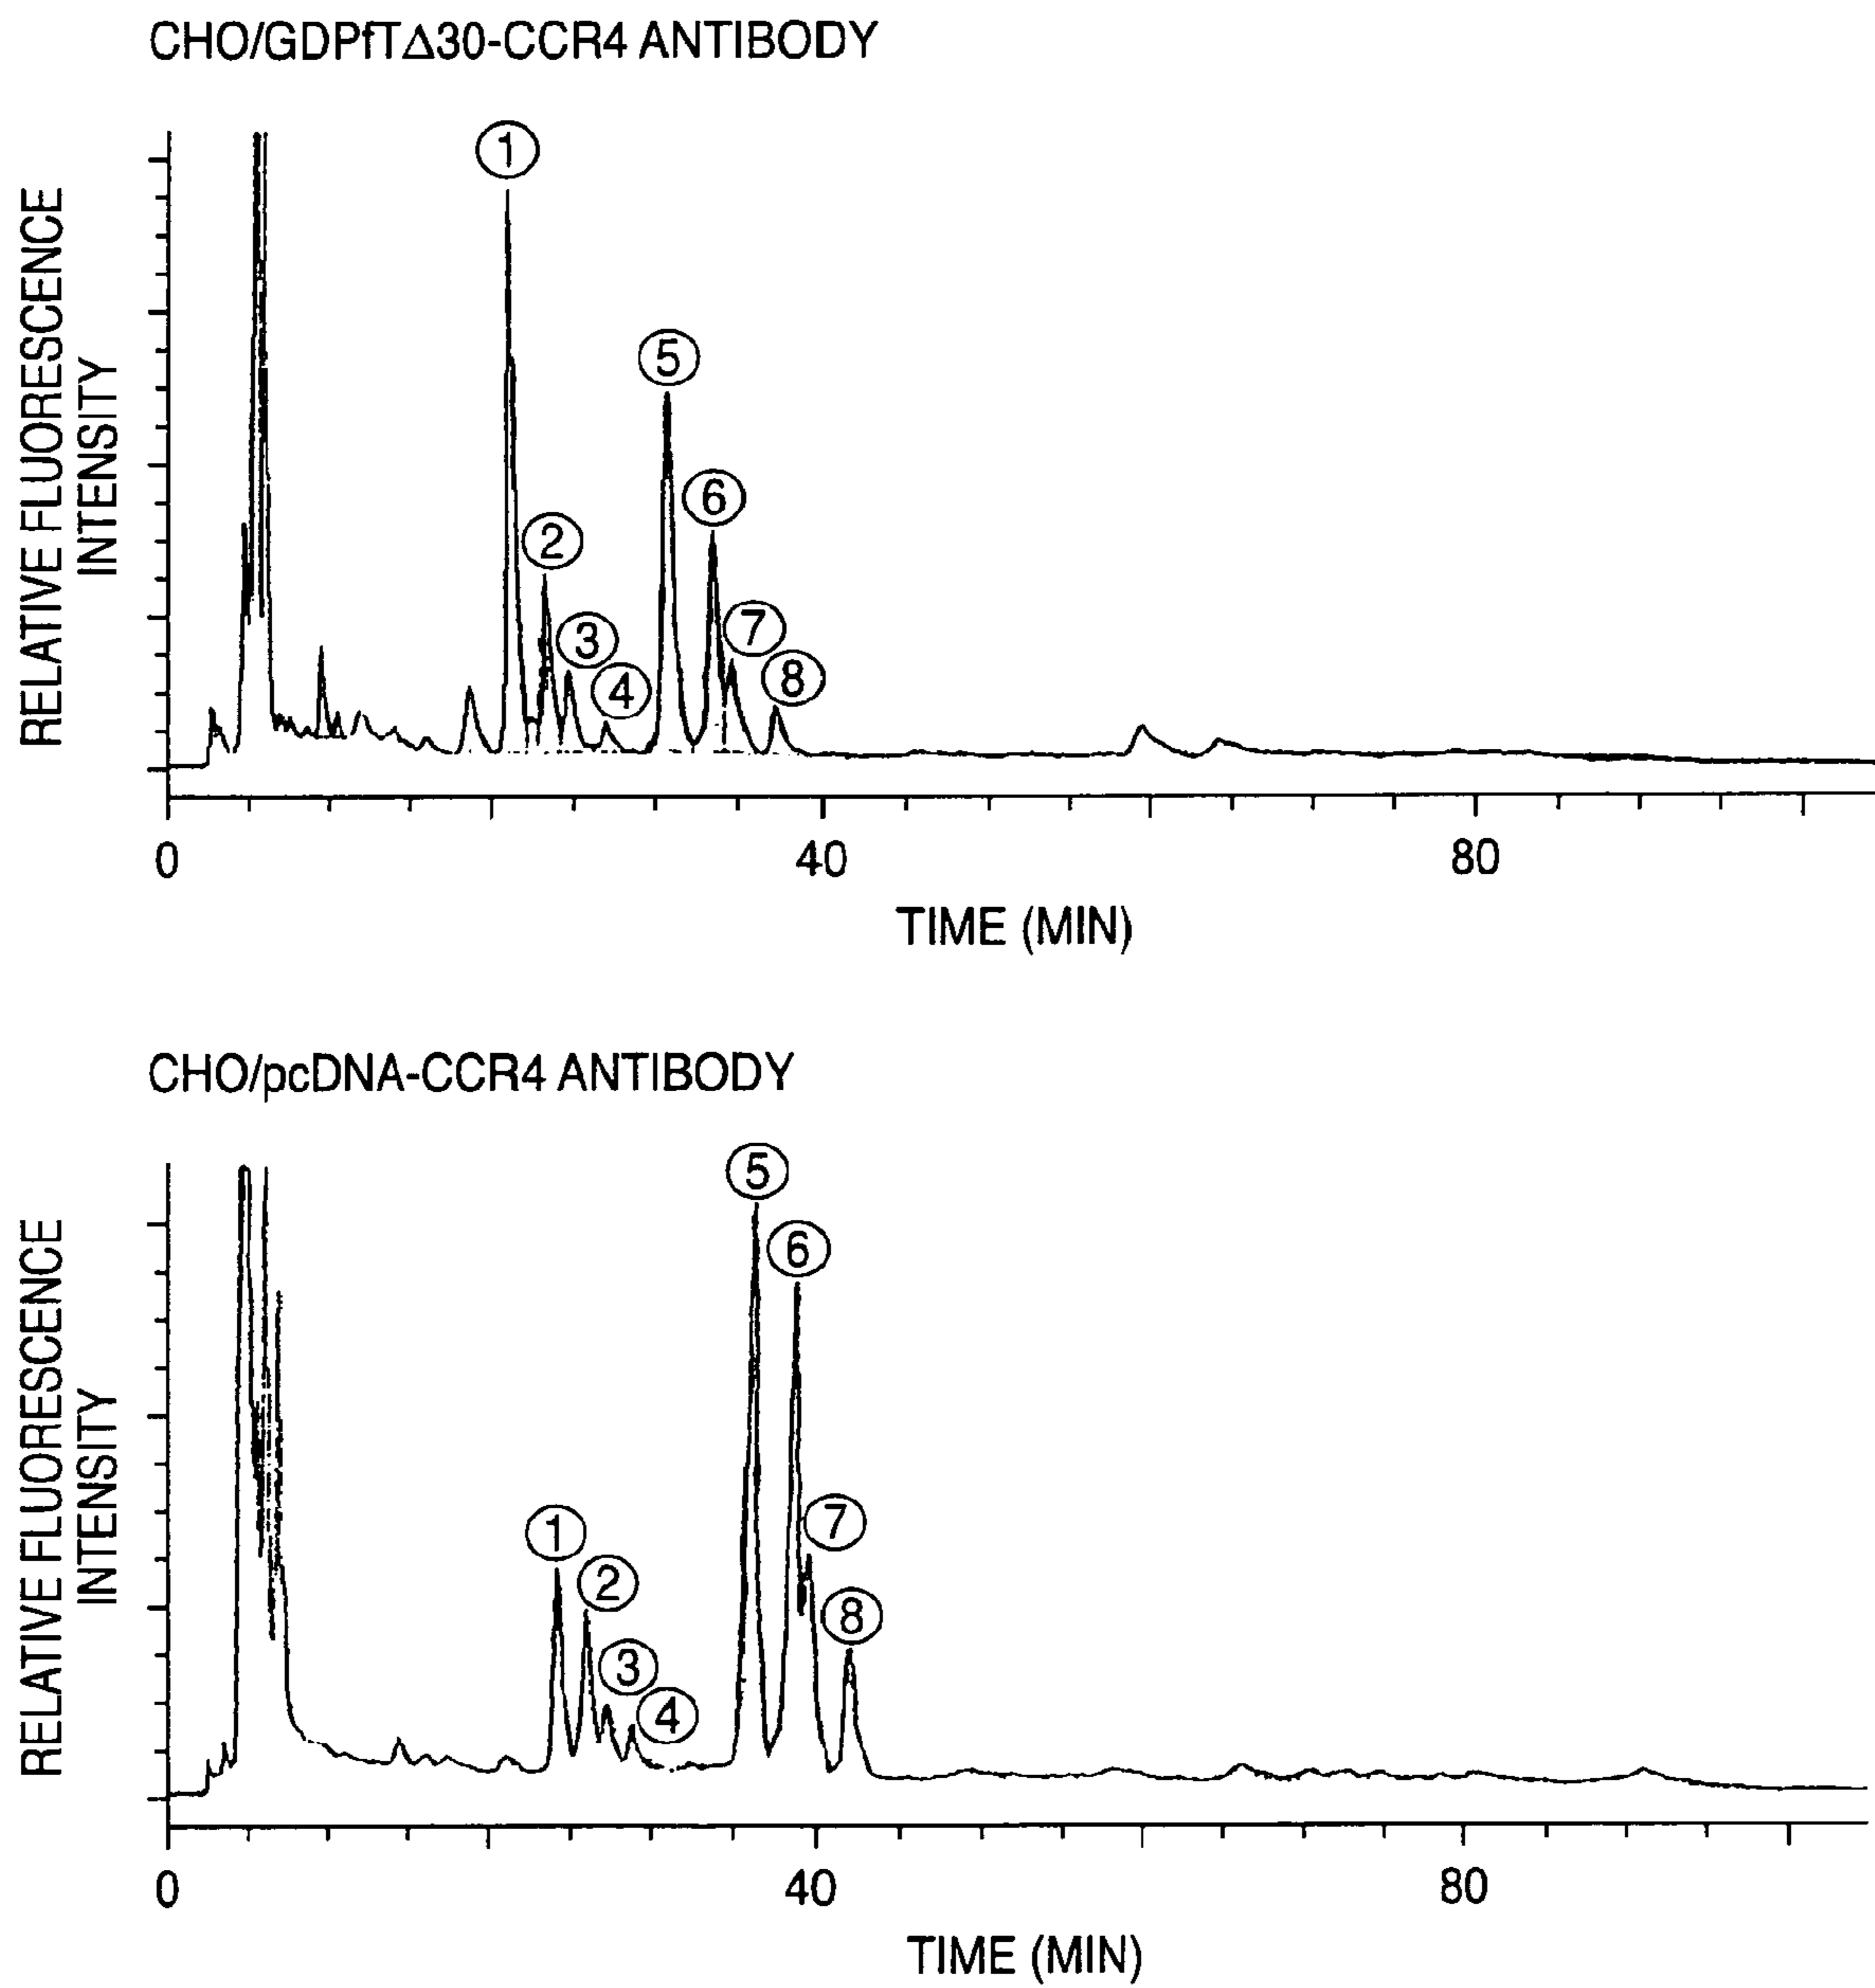 CHO/GDPfTΔ30-CCR4 ANTIBODY
RELATIVE FLUORESCENCE
INTENSITY
①
②
③
④
⑤
⑥
⑦
⑧
0
40
80
TIME (MIN)
CHO/pcDNA-CCR4 ANTIBODY
RELATIVE FLUORESCENCE
INTENSITY
①
②
③
④
⑤
⑥
⑦
⑧
0
40
80
TIME (MIN)